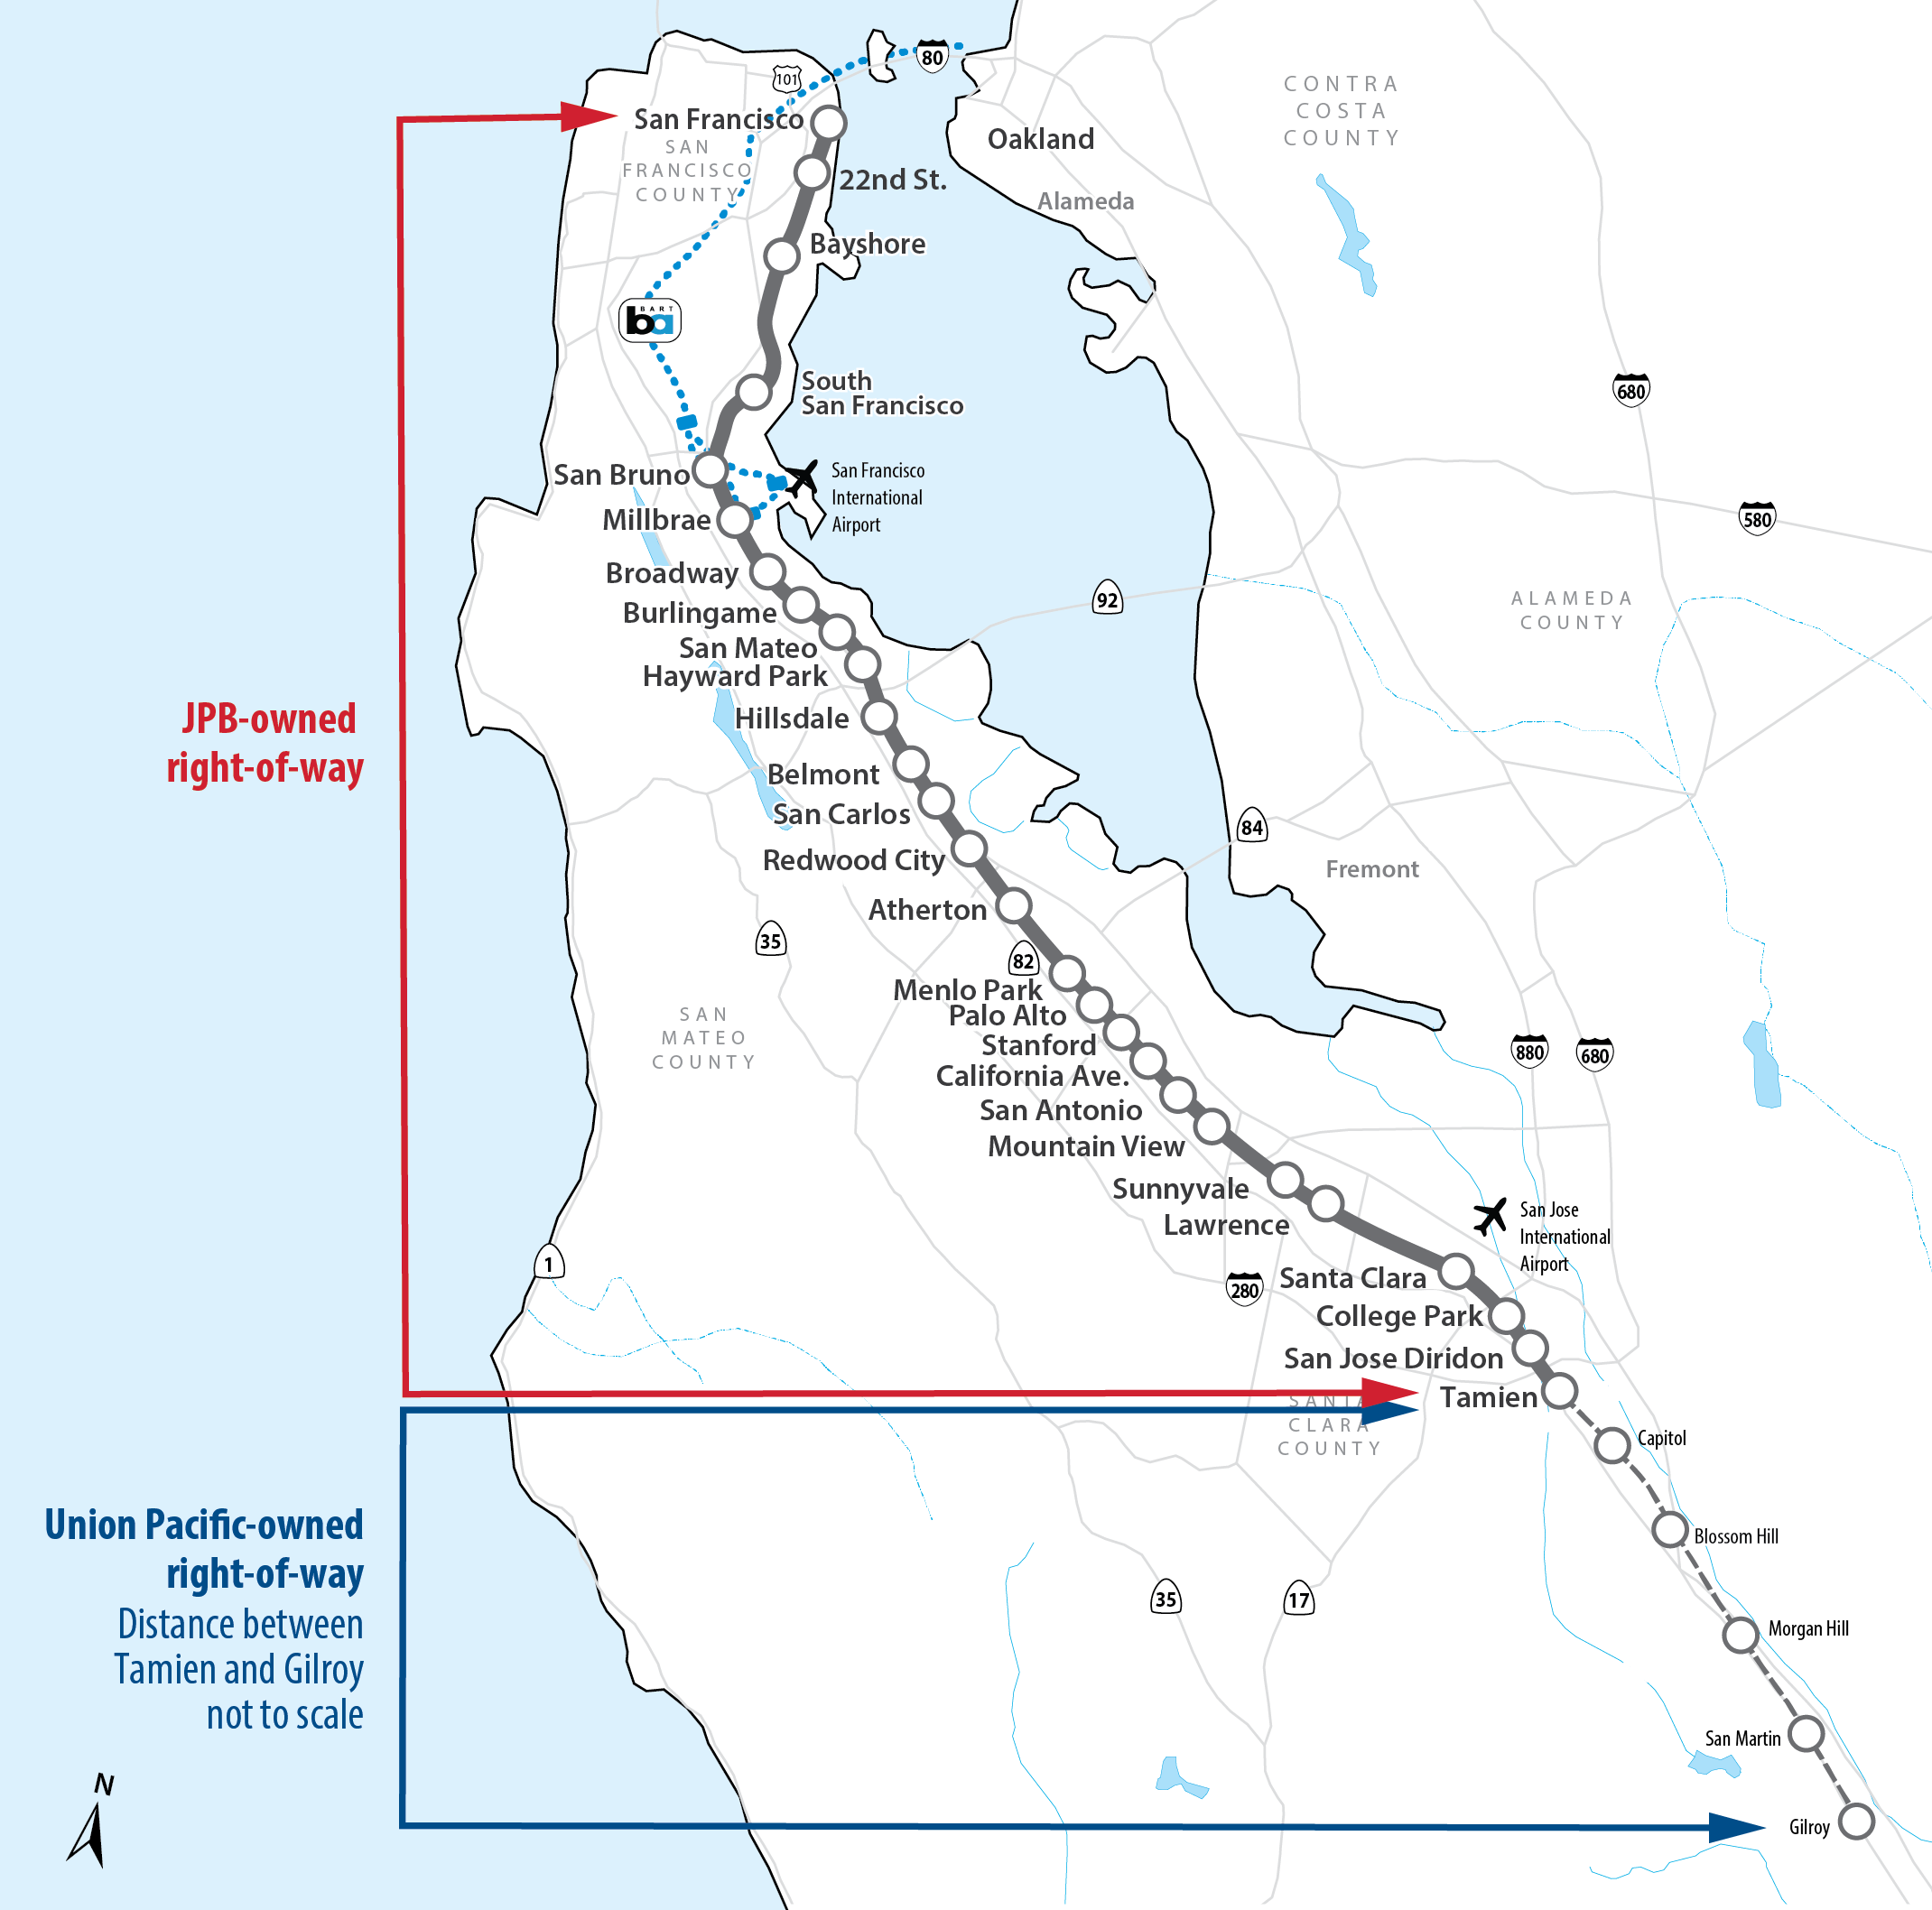 80
101
CONTRA
COSTA
COUNTY
San Francisco
SAN
FRANCISCO
COUNTY
Oakland
22nd St.
Alameda
Bayshore
BART
ba
South
San Francisco
680
San Bruno
San Francisco
International
Airport
Millbrae
580
Broadway
92
ALAMEDA
COUNTY
Burlingame
San Mateo
Hayward Park
JPB-owned
right-of-way
Hillsdale
Belmont
San Carlos
84
Redwood City
Fremont
Atherton
35
82
Menlo Park
Palo Alto
SAN
MATEO
COUNTY
Stanford
880
680
California Ave.
San Antonio
Mountain View
Sunnyvale
Lawrence
San Jose
International
Airport
1
280
Santa Clara
College Park
San Jose Diridon
Tamien
SANTA
CLARA
COUNTY
Capitol
Union Pacific-owned
right-of-way
Distance between
Tamien and Gilroy
not to scale
Blossom Hill
35
17
Morgan Hill
San Martin
N
Gilroy